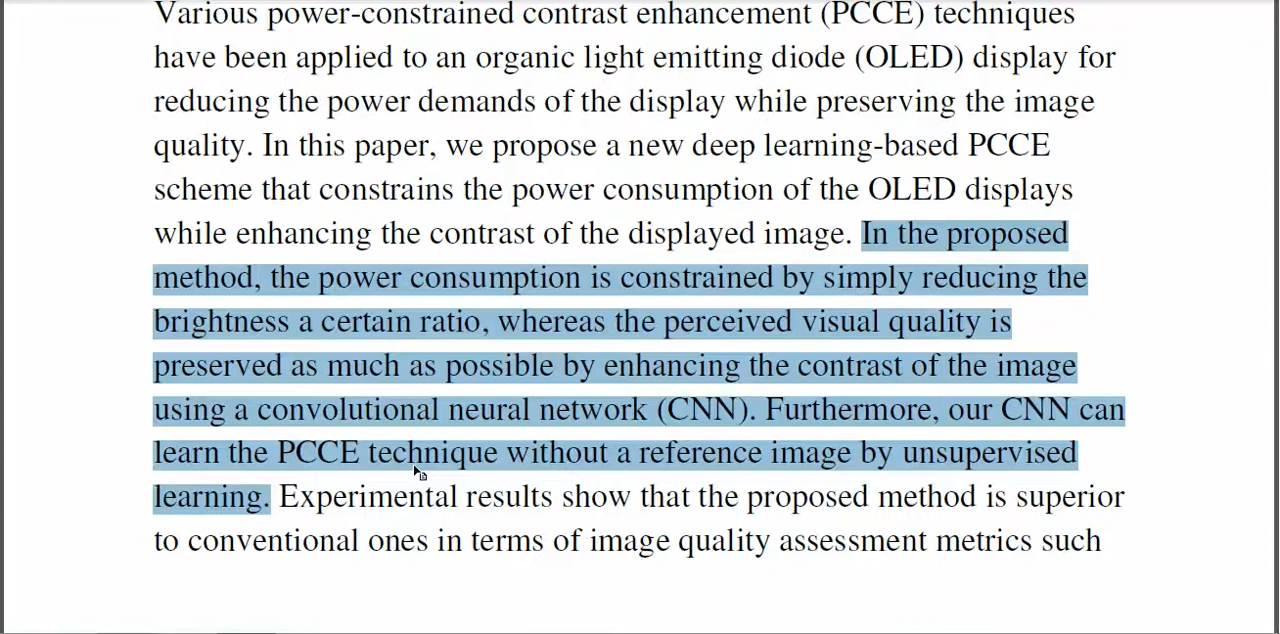 Various power-constrained contrast enhancement (PCCE) techniques
have been applied to an organic light emitting diode (OLED) display for
reducing the power demands of the display while preserving the image
quality. In this paper, we propose a new deep learning-based PCCE
scheme that constrains the power consumption of the OLED displays
while enhancing the contrast of the displayed image. In the proposed
method, the power consumption is constrained by simply reducing the
brightness a certain ratio, whereas the perceived visual quality is
preserved as much as possible by enhancing the contrast of the image
using a convolutional neural network (CNN). Furthermore, our CNN can
learn the PCCE technique without a reference image by unsupervised
learning. Experimental results show that the proposed method is superior
to conventional ones in terms of image quality assessment metrics such